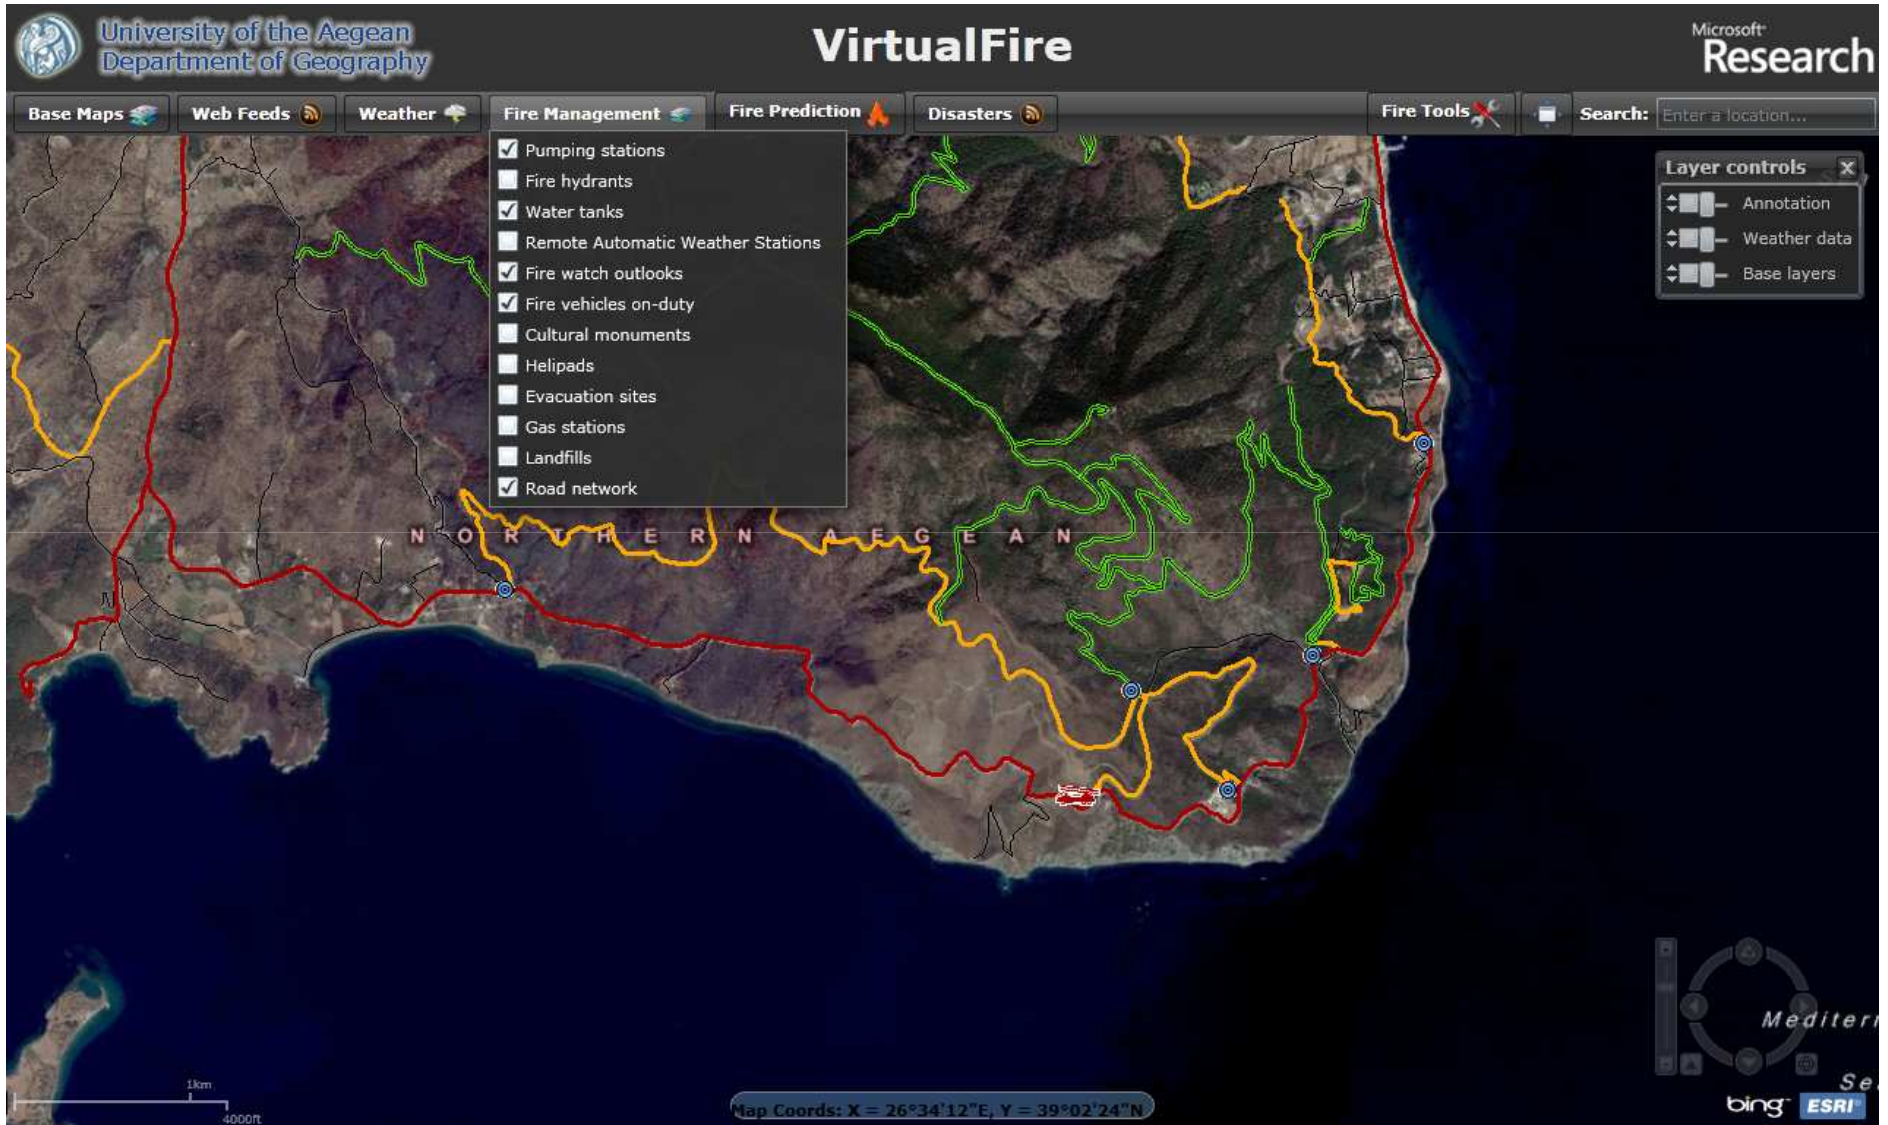 University of the Aegean
Department of Geography
VirtualFire
Microsoft
Research
Base Maps
Web Feeds
Weather
Fire Management
Fire Prediction
Disasters
Fire Tools
Search:
Enter a location...
Pumping stations
Fire hydrants
Water tanks
Remote Automatic Weather Stations
Fire watch outlooks
Fire vehicles on-duty
Cultural monuments
Helipads
Evacuation sites
Gas stations
Landfills
Road network
Layer controls
Annotation
Weather data
Base layers
NORTHERN AEGEAN
Mediterr
Se
1km
4000ft
Map Coords: X = 26°34'12"E, Y = 39°02'24"N
bing
ESRI